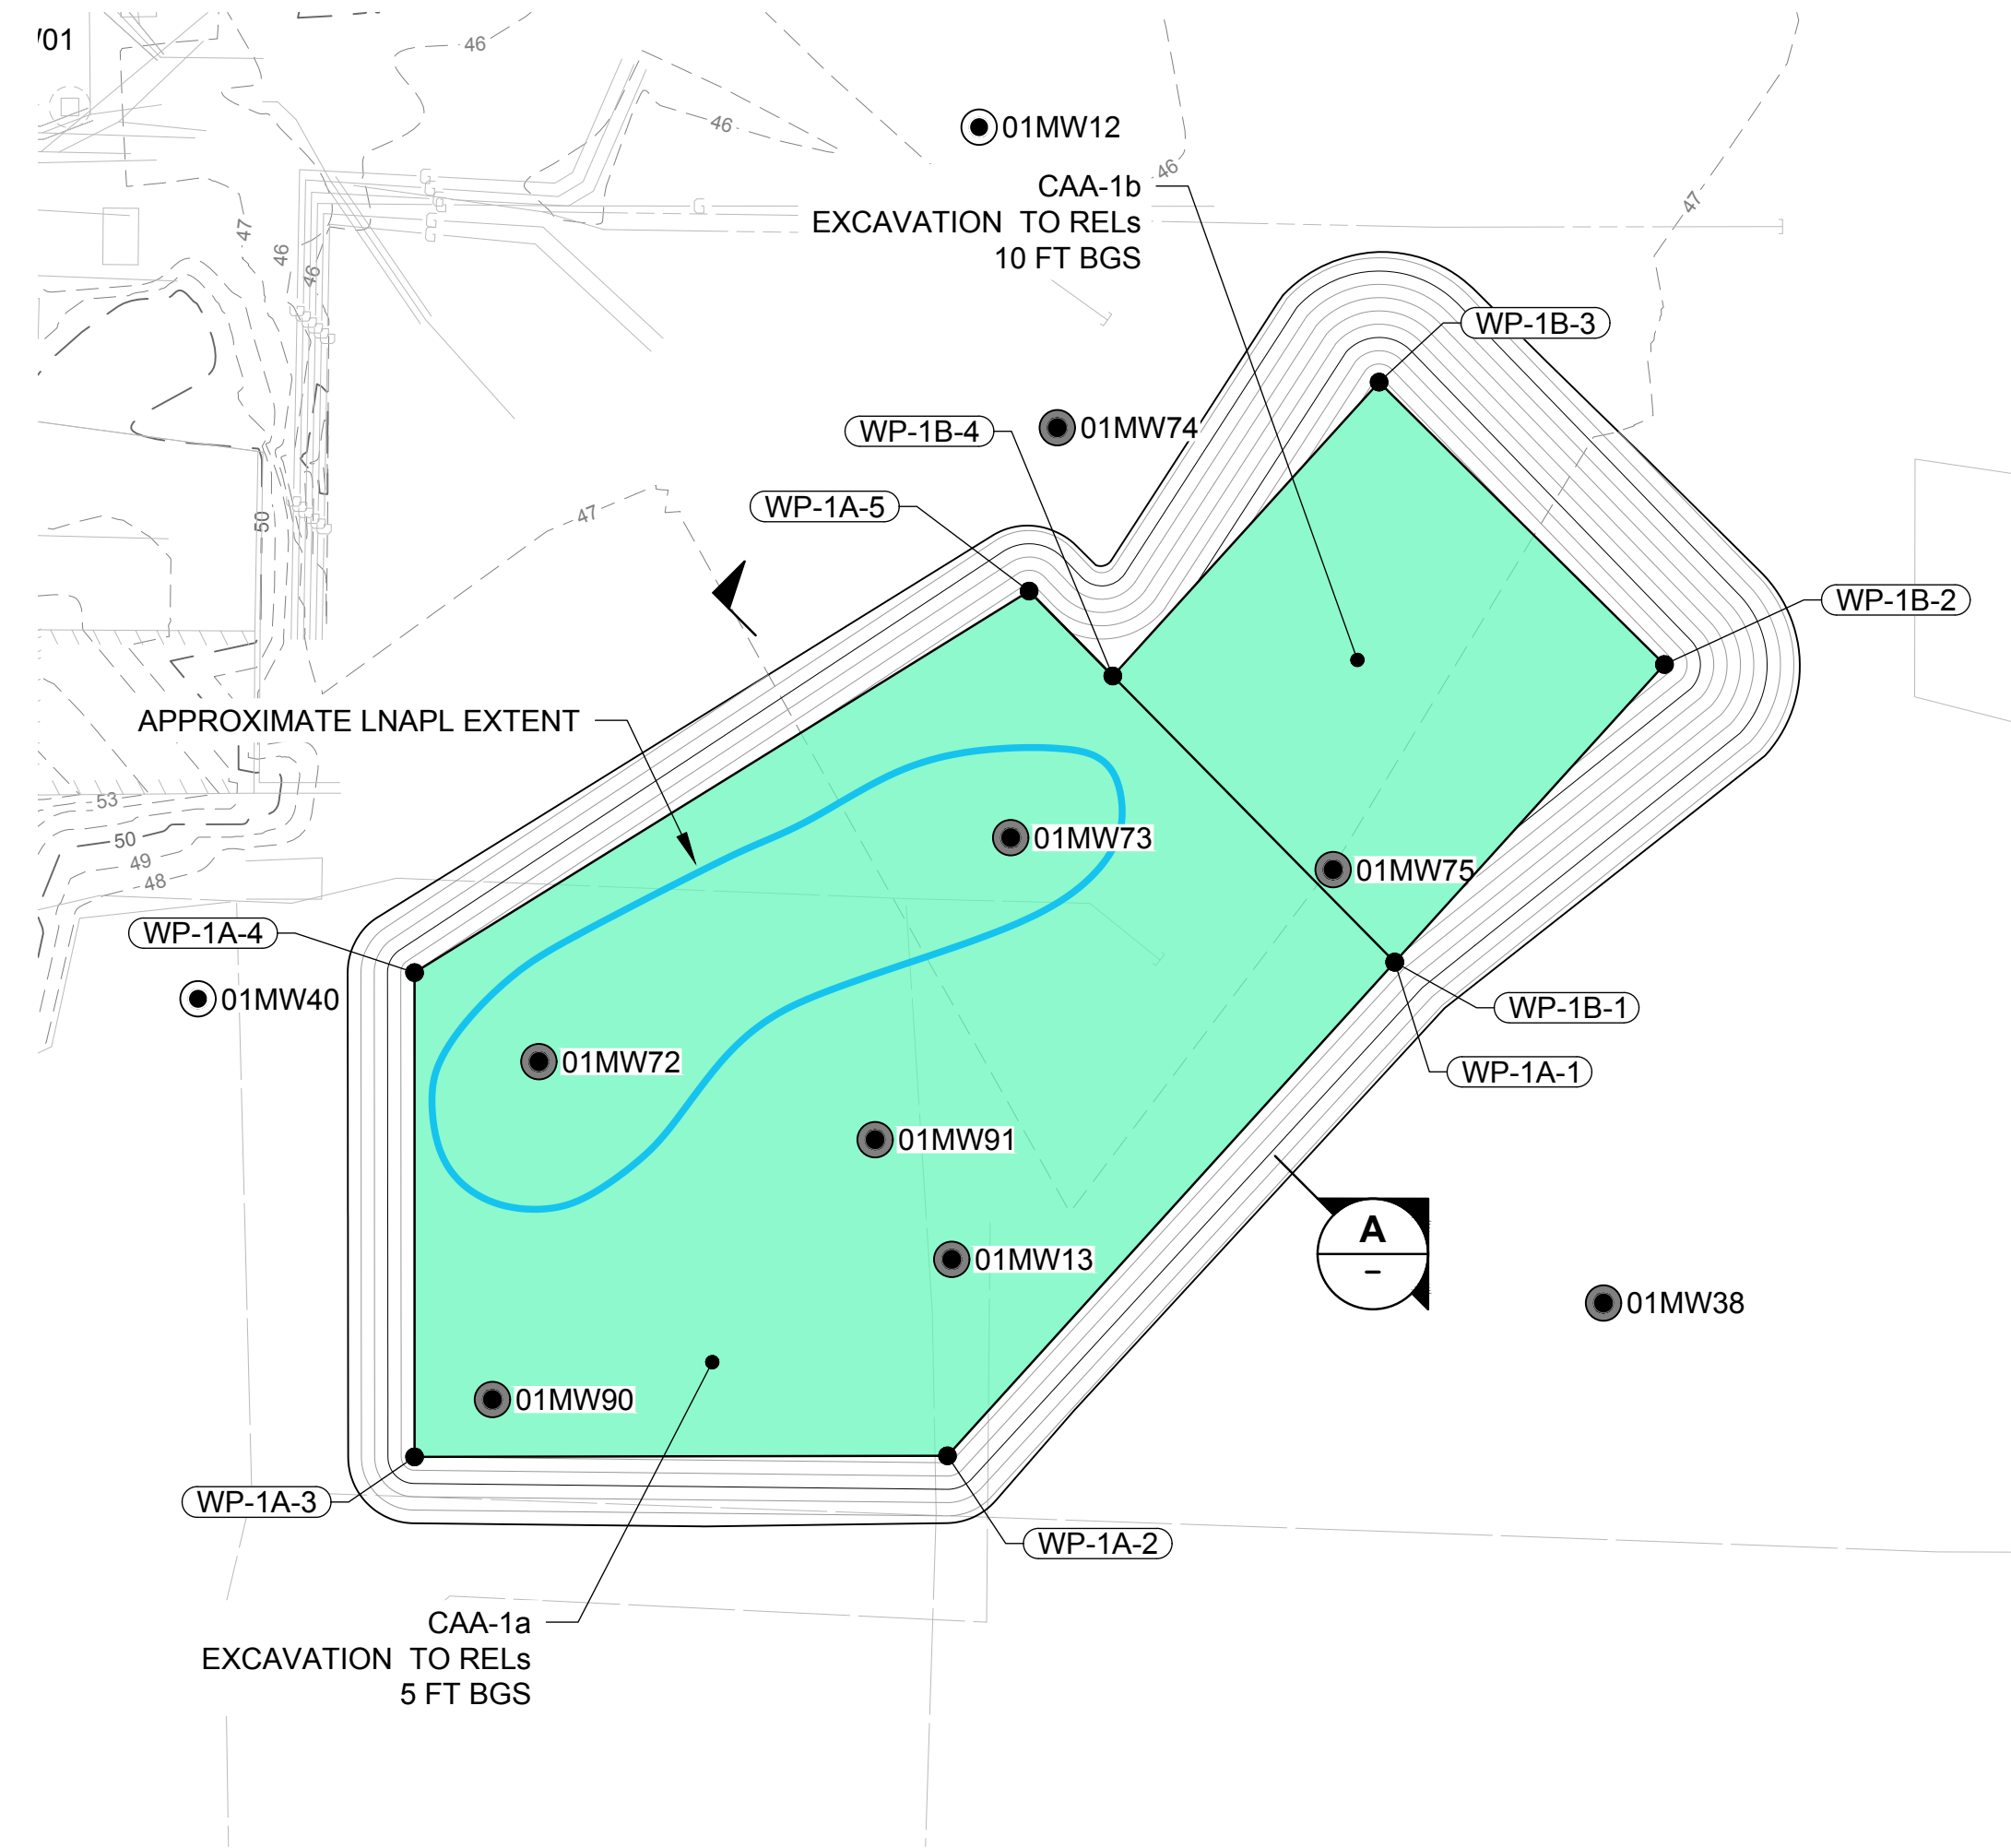 46
46
01MW12
46
CAA-1b
EXCAVATION TO RELs
10 FT BGS
47
47
46
46
G
G
G
G
G
G
WP-1B-3
WP-1B-4
01MW74
WP-1A-5
47
50
WP-1B-2
APPROXIMATE LNAPL EXTENT
53
50
49
48
01MW73
01MW75
WP-1A-4
01MW40
WP-1B-1
01MW72
WP-1A-1
01MW91
A
–
01MW13
01MW38
01MW90
WP-1A-3
WP-1A-2
CAA-1a
EXCAVATION TO RELs
5 FT BGS